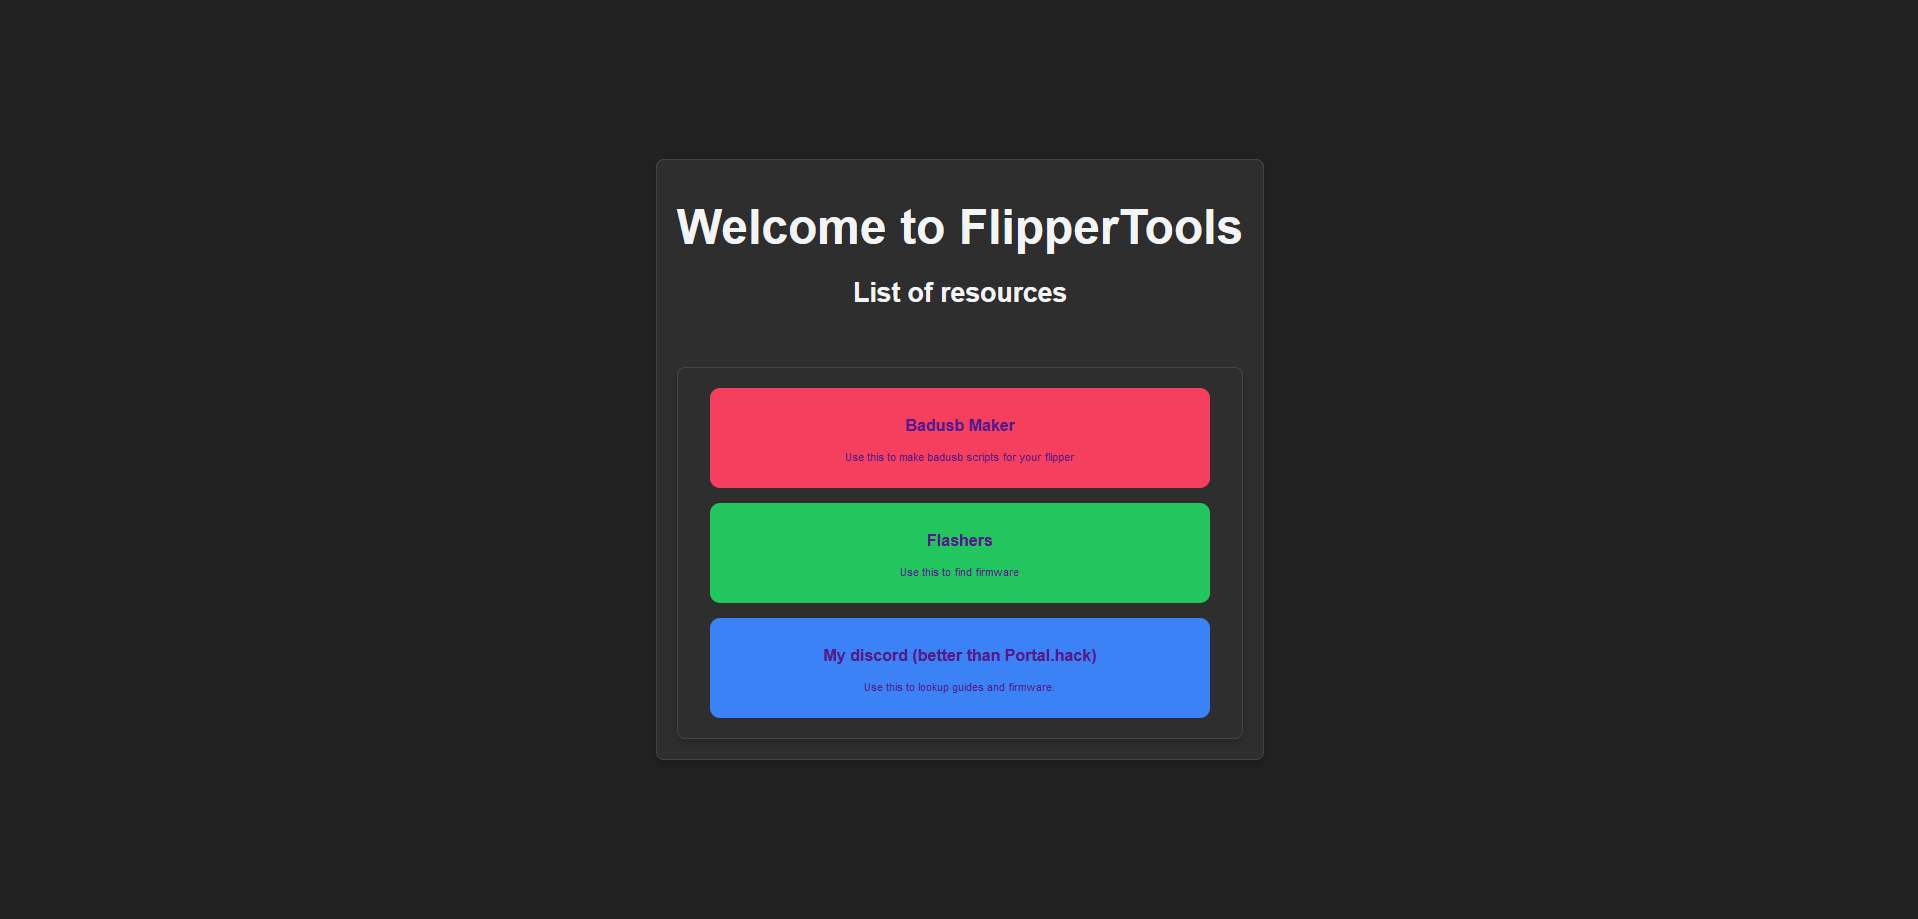 Welcome to FlipperTools
List of resources
Badusb Maker
Use this to make badusb scripts for your flipper
Flashers
Use this to find firmware
My discord (better than Portal.hack)
Use this to lookup guides and firmware.